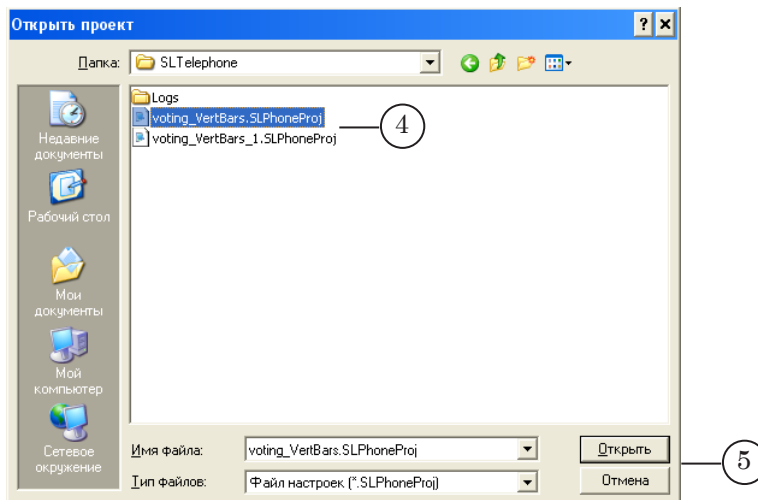 Открыть проект
Папка: SLTelephone
Logs
voting_VertBars.SLPhoneProj
4
voting_VertBars_1.SLPhoneProj
Недавние
документы
Рабочий стол
Мои
документы
Мой
компьютер
Сетевое
окружение
Имя файла: voting_VertBars.SLPhoneProj Открыть
5
Тип файлов: Файл настроек (*.SLPhoneProj) Отмена